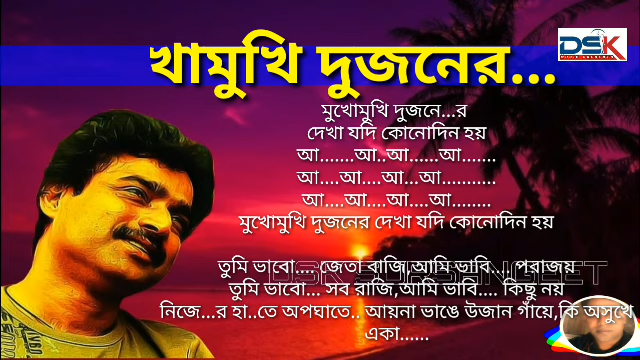 DSK
খামুখি দুজনের...
মুখোমুখি দুজনে...র
দেখা যদি কোনোদিন হয়
আ.......আ..আ......আ.......
আ....আ....আ...আ...........
আ....আ....আ....আ........
মুখোমুখি দুজনের দেখা যদি কোনোদিন হয়
তুমি ভাবো.... জেতা বাজি,আমি ভাবি....পরাজয়
তুমি ভাবো... সব রাজি,আমি ভাবি.... কিছু নয়
নিজে...র হা..তে অপঘাতে.. আয়না ভাঙে উজান গাঁয়ে,কি অসুখে
একা......